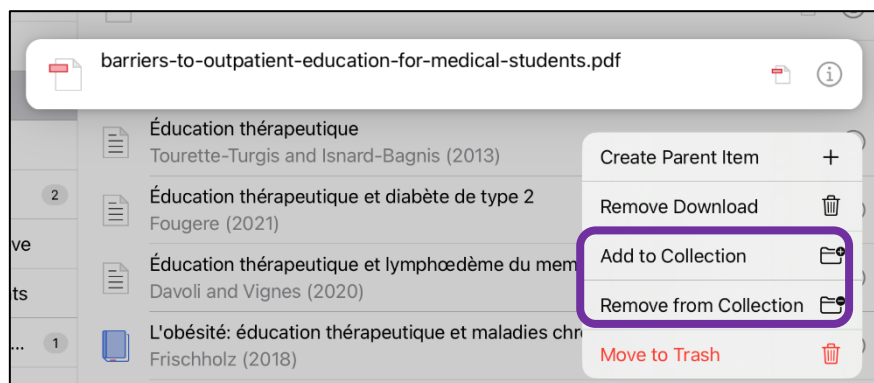 barriers-to-outpatient-education-for-medical-students.pdf
Éducation thérapeutique
Tourette-Turgis and Isnard-Bagnis (2013)
Create Parent Item
2
Éducation thérapeutique et diabète de type 2
Remove Download
Fougere (2021)
ve
Éducation thérapeutique et lymphœdème du mem
Add to Collection
ts
Davoli and Vignes (2020)
Remove from Collection
... 1
L'obésité: éducation thérapeutique et maladies chr
Frischholz (2018)
Move to Trash